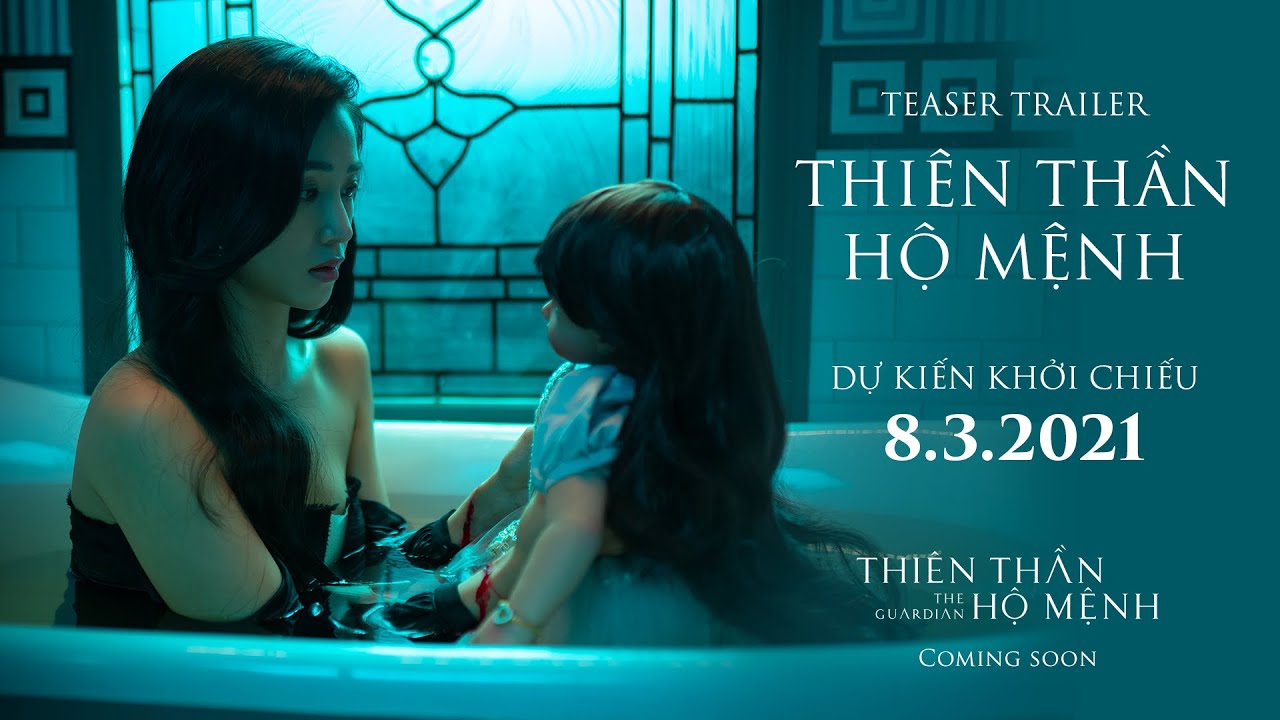 TEASER TRAILER
THIÊN THẦN
HỘ MỆNH
DỰ KIẾN KHỞI CHIẾU
8.3.2021
THIÊN THẦN
THE GUARDIAN HỘ MỆNH
COMING SOON